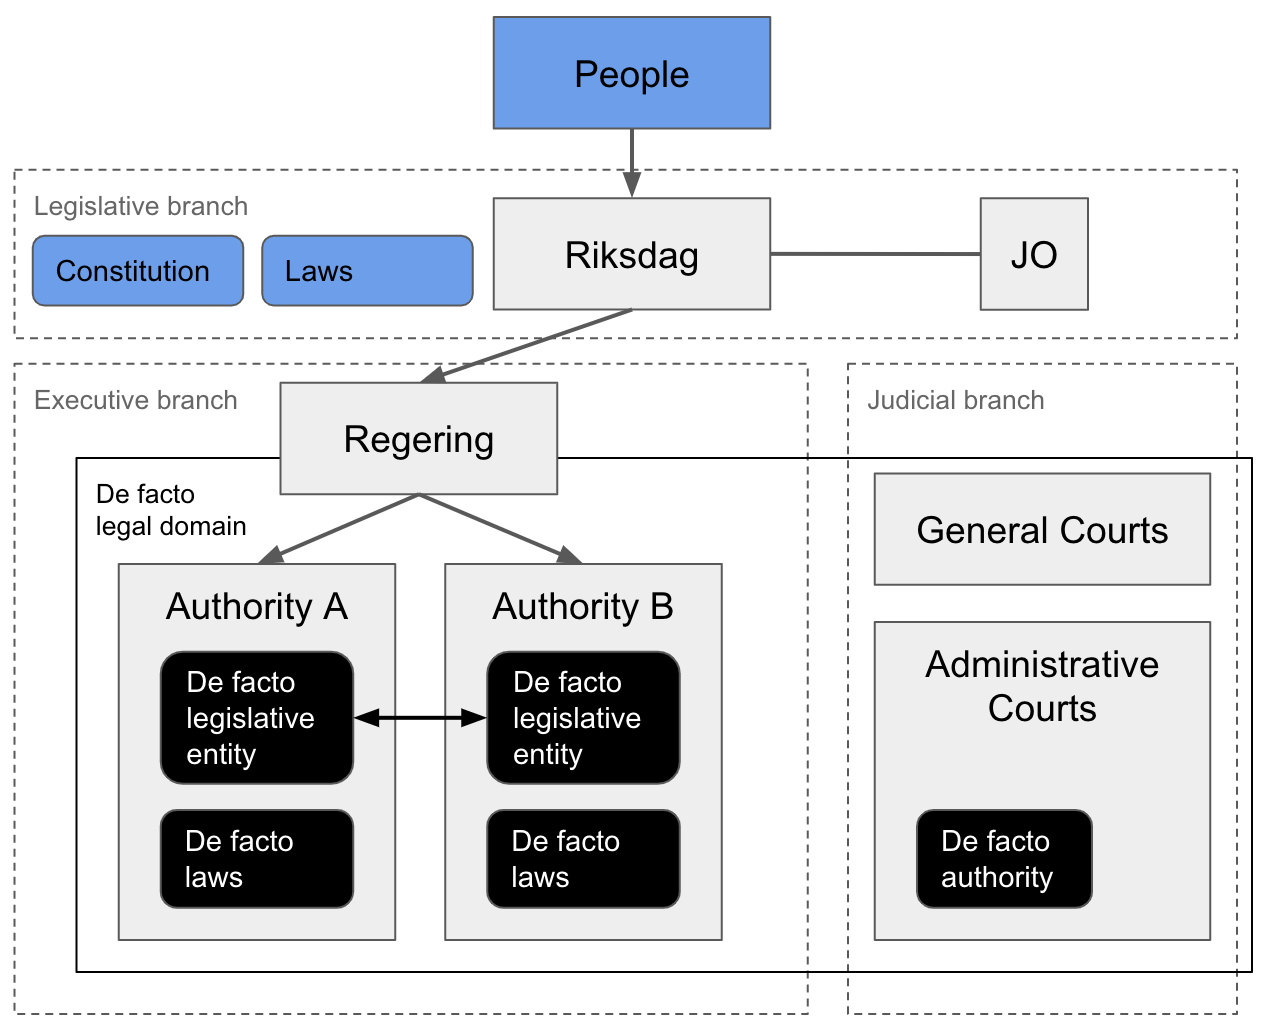 People
Legislative branch
Constitution
Laws
Riksdag
JO
Executive branch
Regering
De facto
legal domain
Authority A
De facto
legislative
entity
De facto
laws
Authority B
De facto
legislative
entity
De facto
laws
Judicial branch
General Courts
Administrative
Courts
De facto
authority